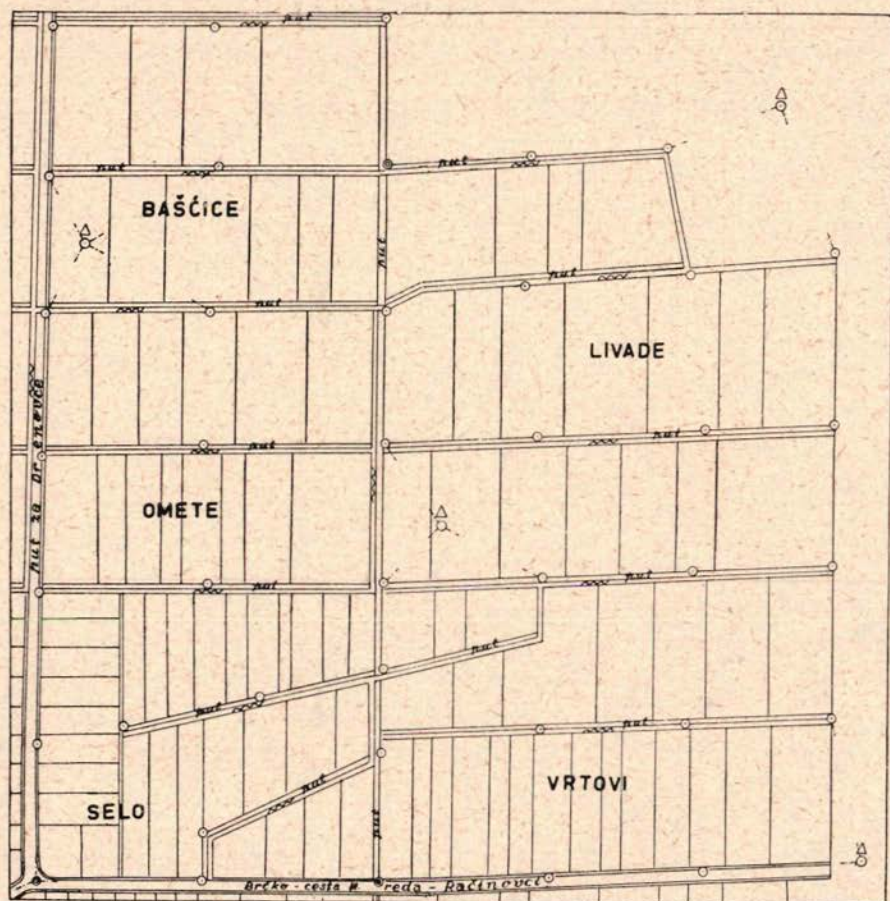 put
put
put
BAŠĆICE
put
put
put
LIVADE
put za Drenovce
put
OMETE
put
put
put
put
put
put
VRTOVI
SELO
put
Brčko - cesta II reda - Račinovci